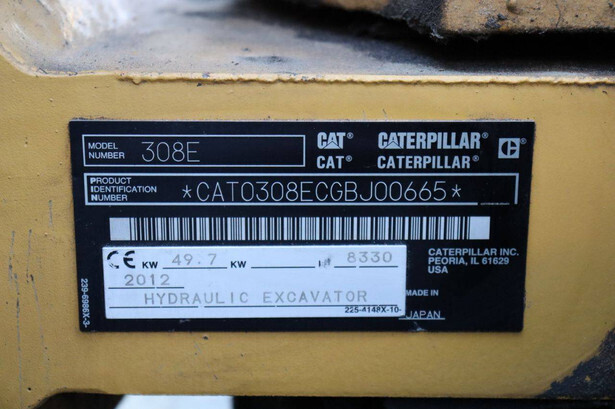 MODEL NUMBER 308E
CAT CATERPILLAR C
CAT® CATERPILLAR®
PRODUCT IDENTIFICATION NUMBER *CAT0308ECGBJ00665*
CE KW 49.7 KW 8330
2012
HYDRAULIC EXCAVATOR
225-4148X-10-
CATERPILLAR INC.
PEORIA, IL 61629
USA
MADE IN
JAPAN
239-6986X-3-